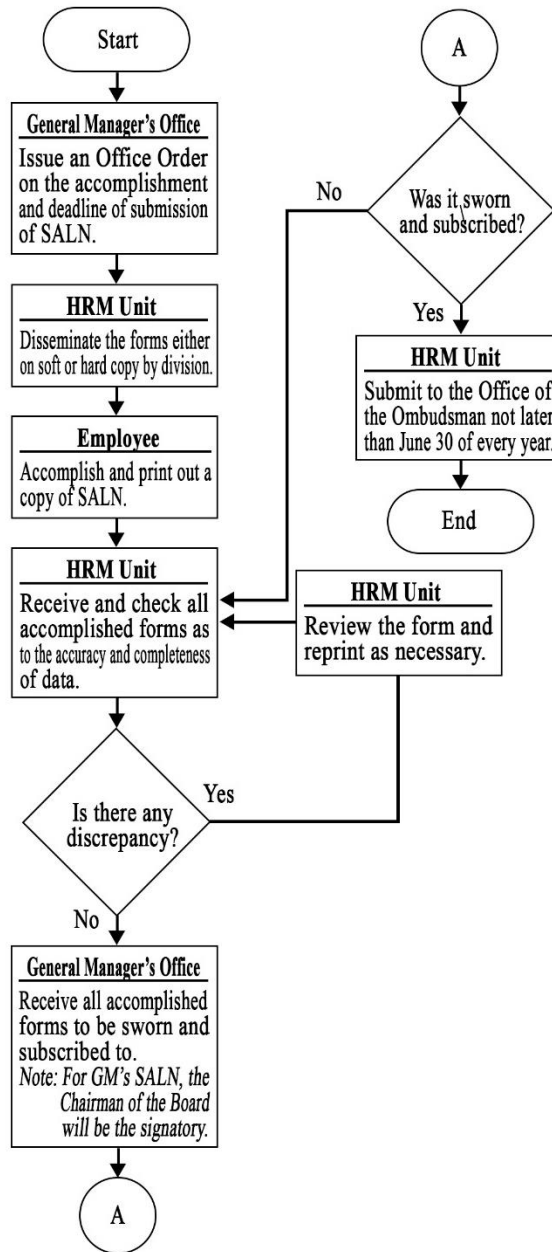 Start
General Manager's Office
Issue an Office Order
on the accomplishment
and deadline of submission
of SALN.
HRM Unit
Disseminate the forms either
on soft or hard copy by division.
Employee
Accomplish and print out a
copy of SALN.
HRM Unit
Receive and check all
accomplished forms as
to the accuracy and completeness
of data.
Is there any
discrepancy?
Yes
No
General Manager's Office
Receive all accomplished
forms to be sworn and
subscribed to.
Note: For GM's SALN, the
Chairman of the Board
will be the signatory.
A
A
Was it sworn
and subscribed?
No
Yes
HRM Unit
Submit to the Office of
the Ombudsman not later
than June 30 of every year.
End
HRM Unit
Review the form and
reprint as necessary.